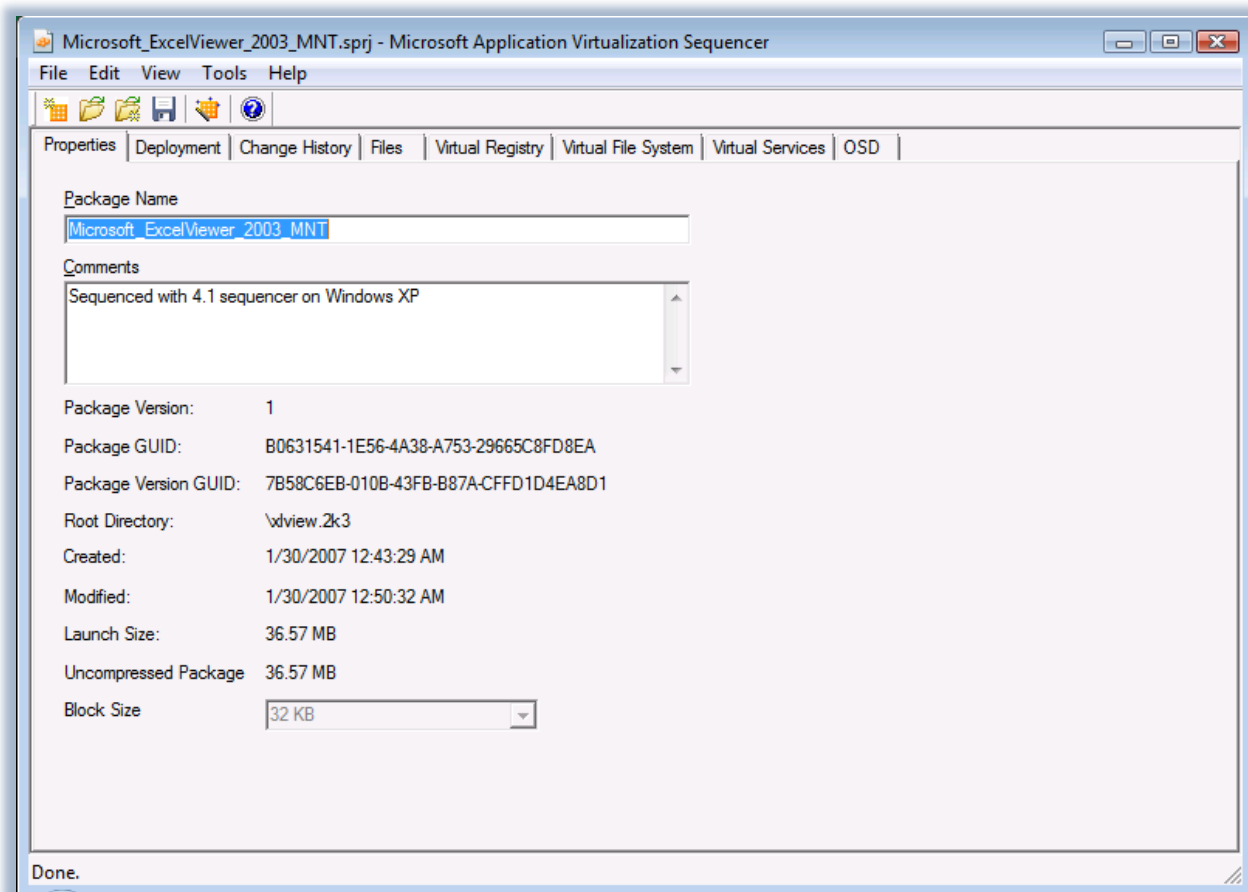 Microsoft_ExcelViewer_2003_MNT.sprj - Microsoft Application Virtualization Sequencer
File Edit View Tools Help
Properties Deployment Change History Files Virtual Registry Virtual File System Virtual Services OSD
Package Name
Microsoft_ExcelViewer_2003_MNT
Comments
Sequenced with 4.1 sequencer on Windows XP
Package Version: 1
Package GUID: B0631541-1E56-4A38-A753-29665C8FD8EA
Package Version GUID: 7B58C6EB-010B-43FB-B87A-CFFD1D4EA8D1
Root Directory: \xlview.2k3
Created: 1/30/2007 12:43:29 AM
Modified: 1/30/2007 12:50:32 AM
Launch Size: 36.57 MB
Uncompressed Package 36.57 MB
Block Size 32 KB
Done.